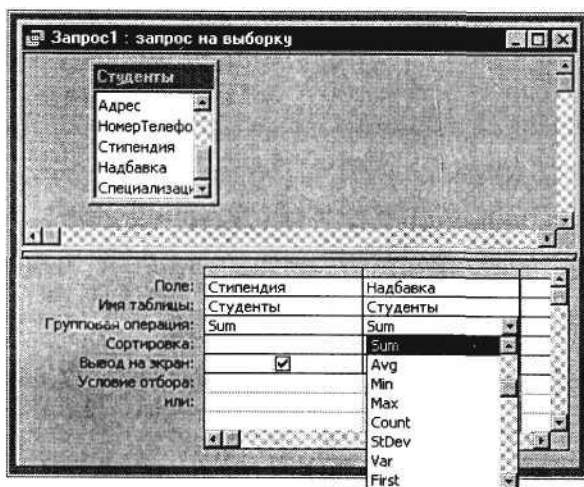 Запрос1 : запрос на выборку
Студенты
Адрес
НомерТелефо
Стипендия
Надбавка
Специализаци
Поле: Стипендия Надбавка
Имя таблицы: Студенты Студенты
Групповая операция: Sum Sum
Сортировка: Sum
Вывод на экран: Avg
Условие отбора: Min
или: Max
Count
StDev
Var
First